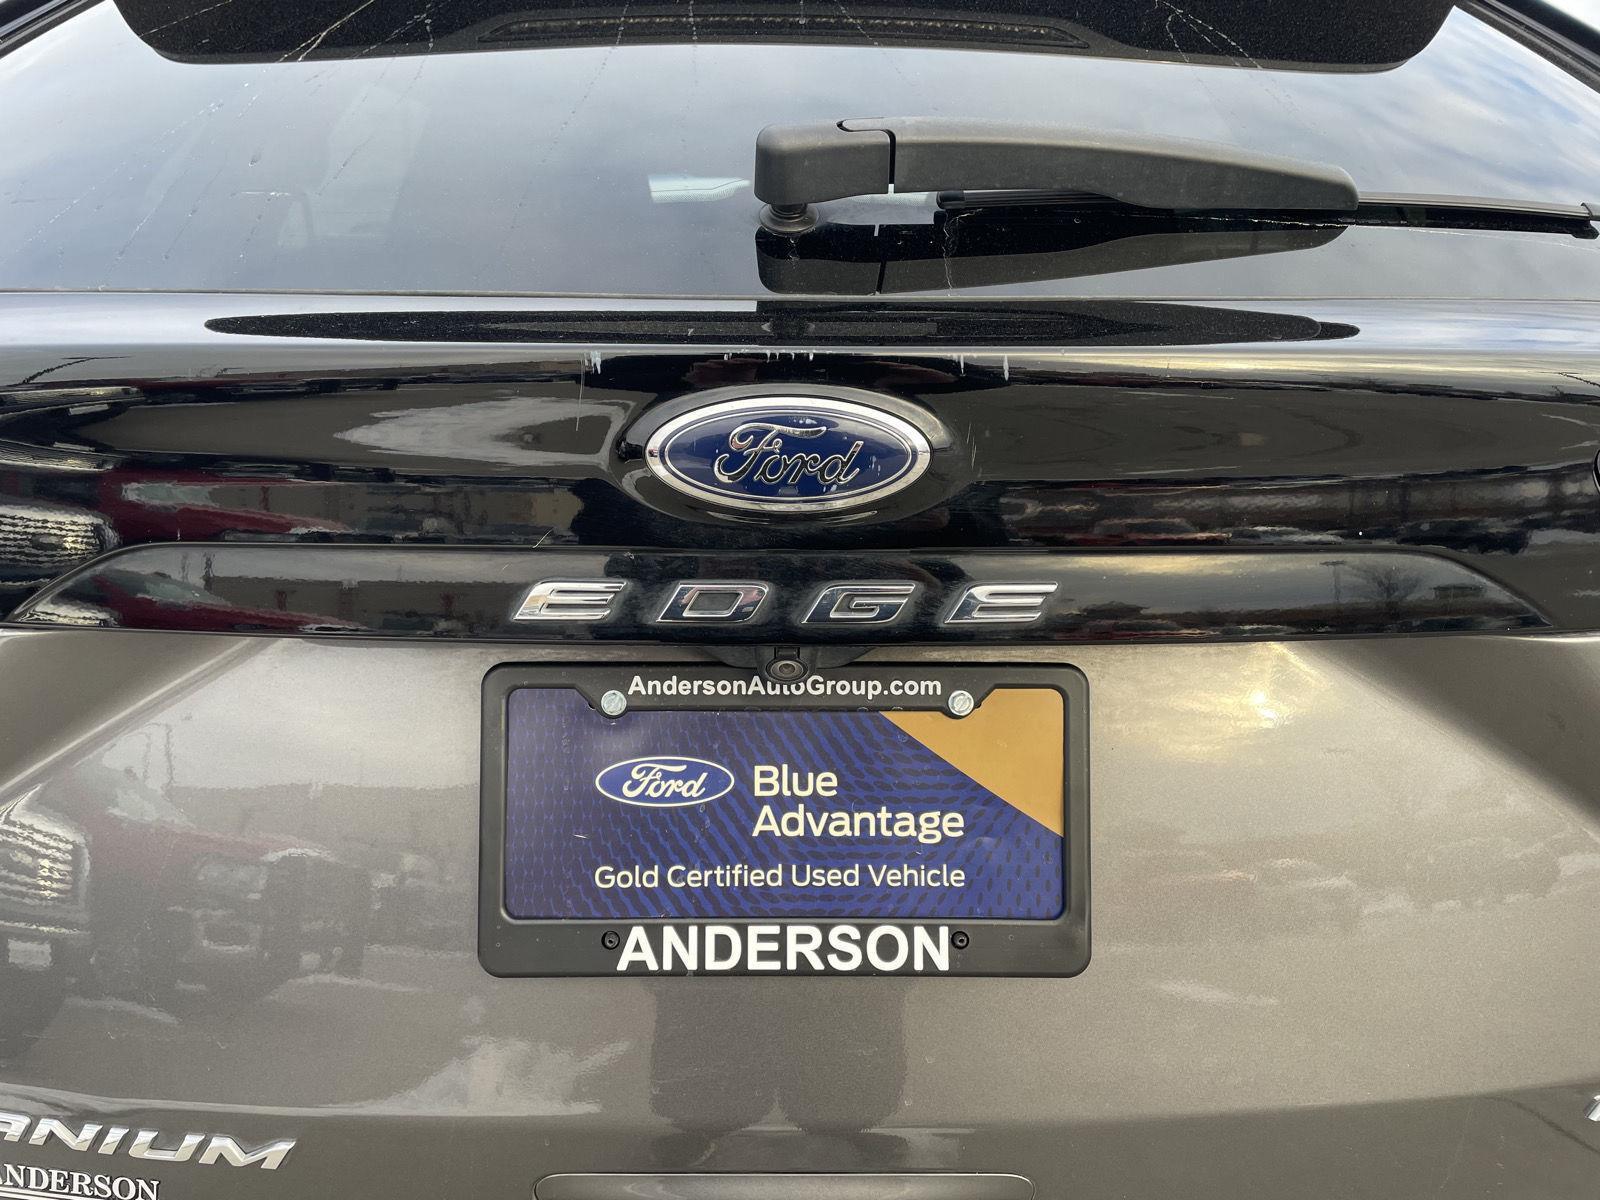 Ford
EDGE
AndersonAutoGroup.com
Ford
Blue
Advantage
Gold Certified Used Vehicle
ANDERSON
ANIUM
ANDERSON